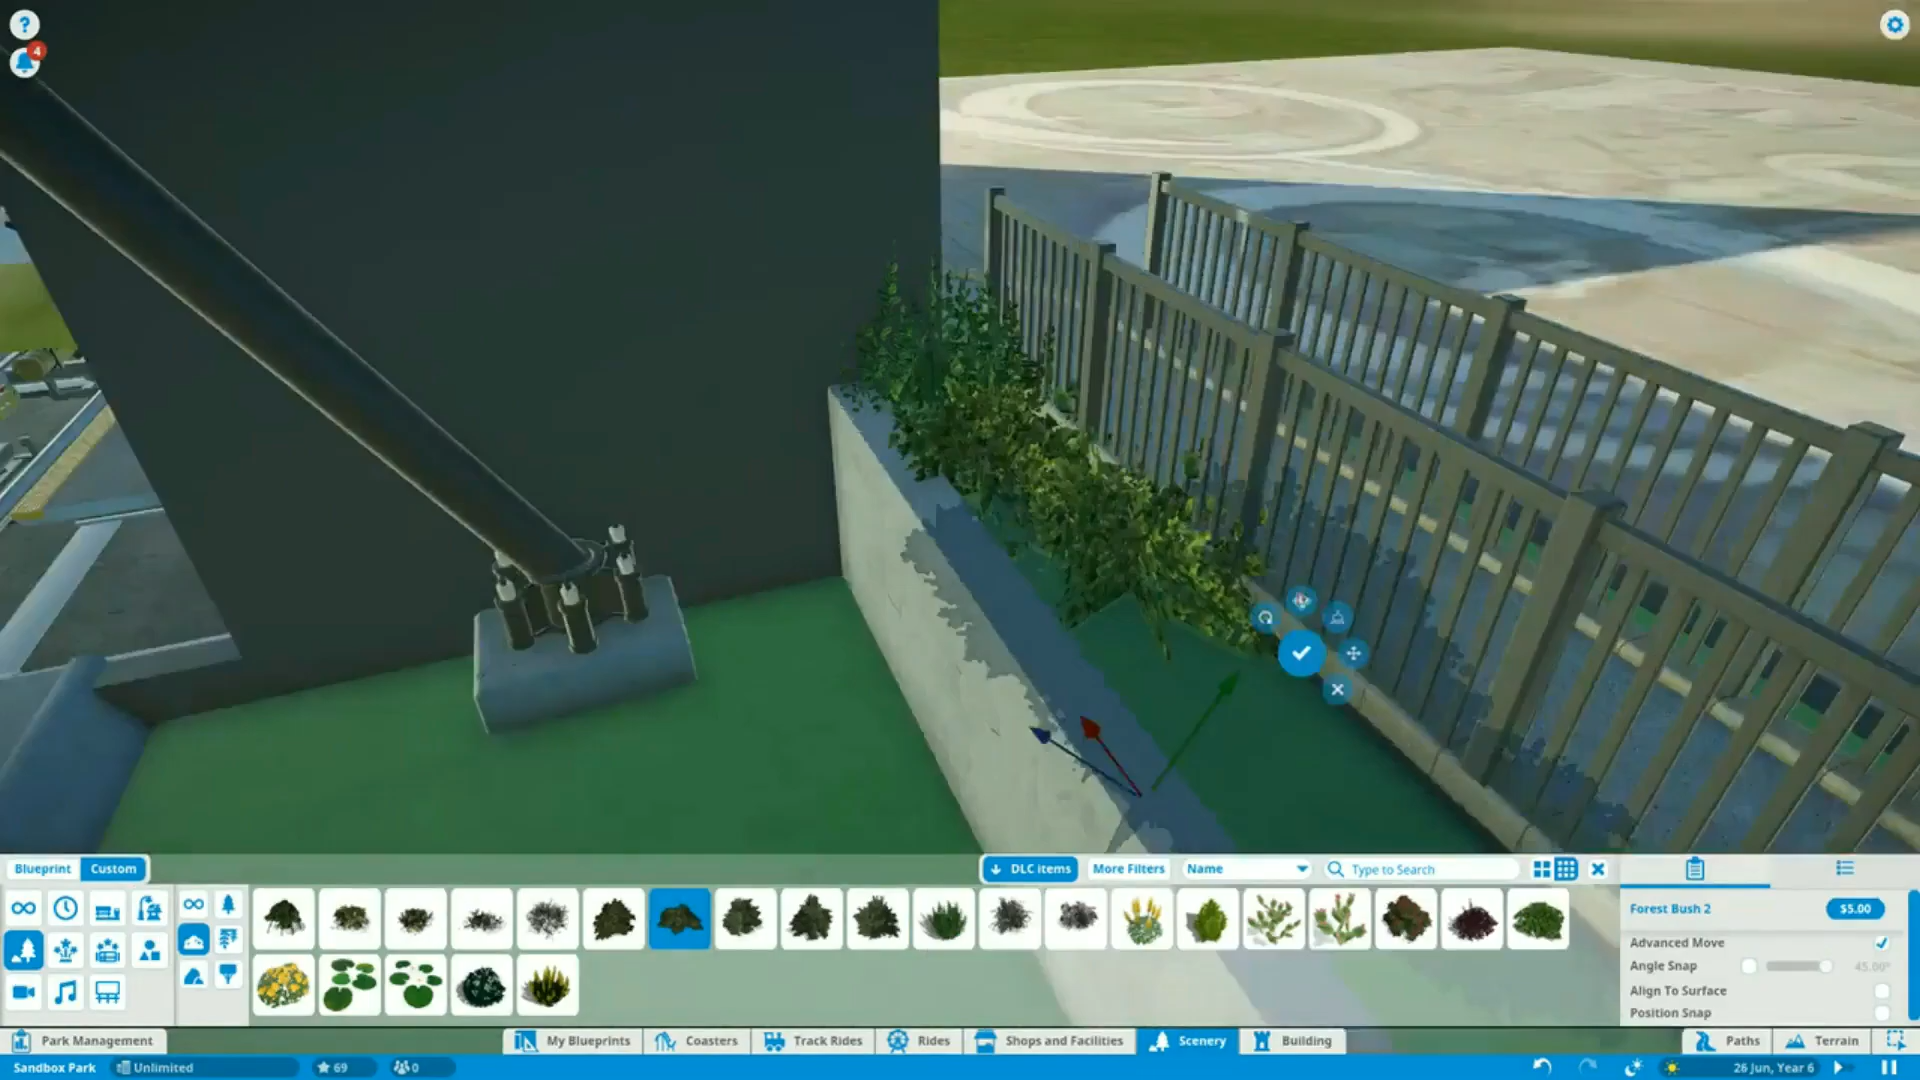 ?
4
Blueprint
Custom
DLC items
More Filters
Name
Type to Search
Forest Bush 2
$5.00
Advanced Move
Angle Snap
45.00°
Align To Surface
Position Snap
Park Management
My Blueprints
Coasters
Track Rides
Rides
Shops and Facilities
Scenery
Building
Paths
Terrain
Sandbox Park
Unlimited
69
0
26 Jun, Year 6